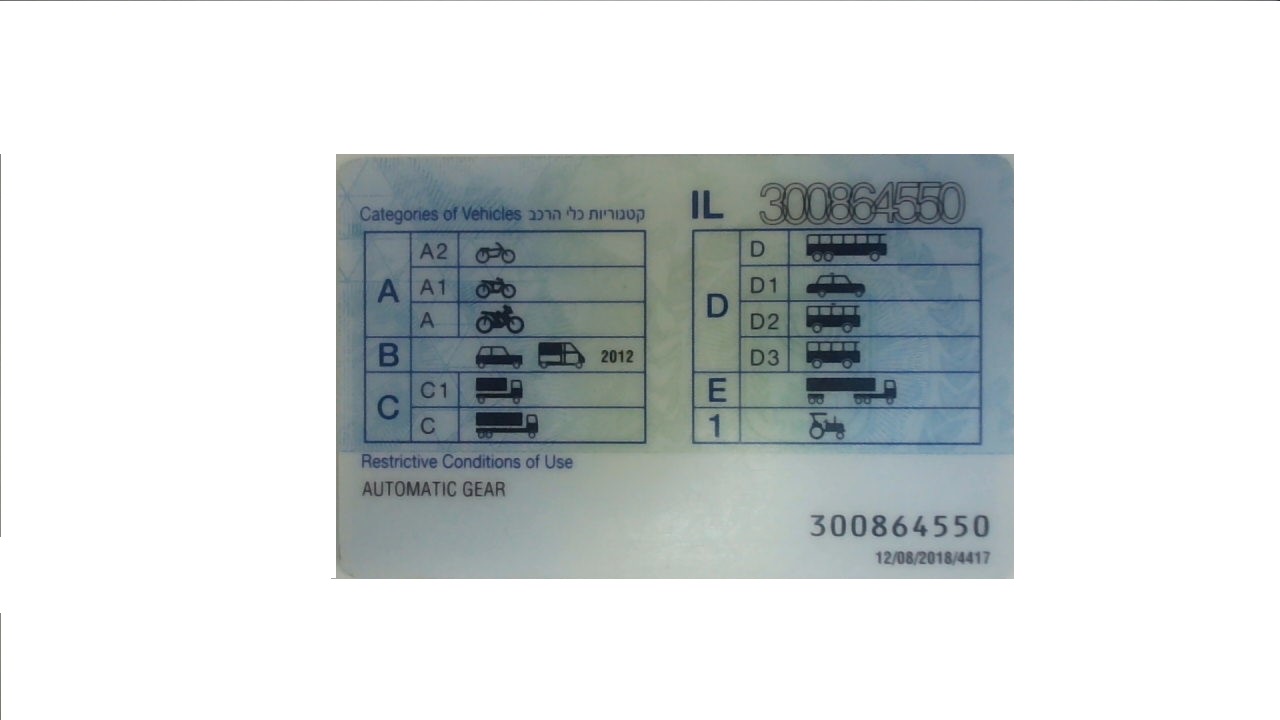 Categories of Vehicles קטגוריות כלי הרכב
A
A2
A1
A
B 2012
C
C1
C
Restrictive Conditions of Use
AUTOMATIC GEAR
IL 300864550
D
D
D1
D2
D3
E
1
300864550
12/08/2018/4417